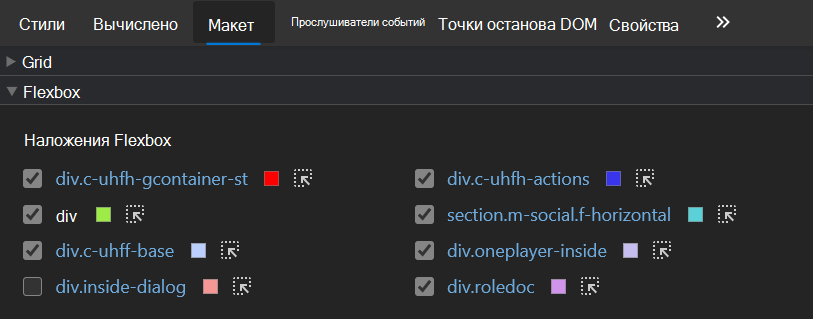 Стили Вычислено Макет Прослушиватели событий Точки останова DOM Свойства
Grid
Flexbox
Наложения Flexbox
div.c-uhfh-gcontainer-st div.c-uhfh-actions
div section.m-social.f-horizontal
div.c-uhff-base div.oneplayer-inside
div.inside-dialog div.roledoc